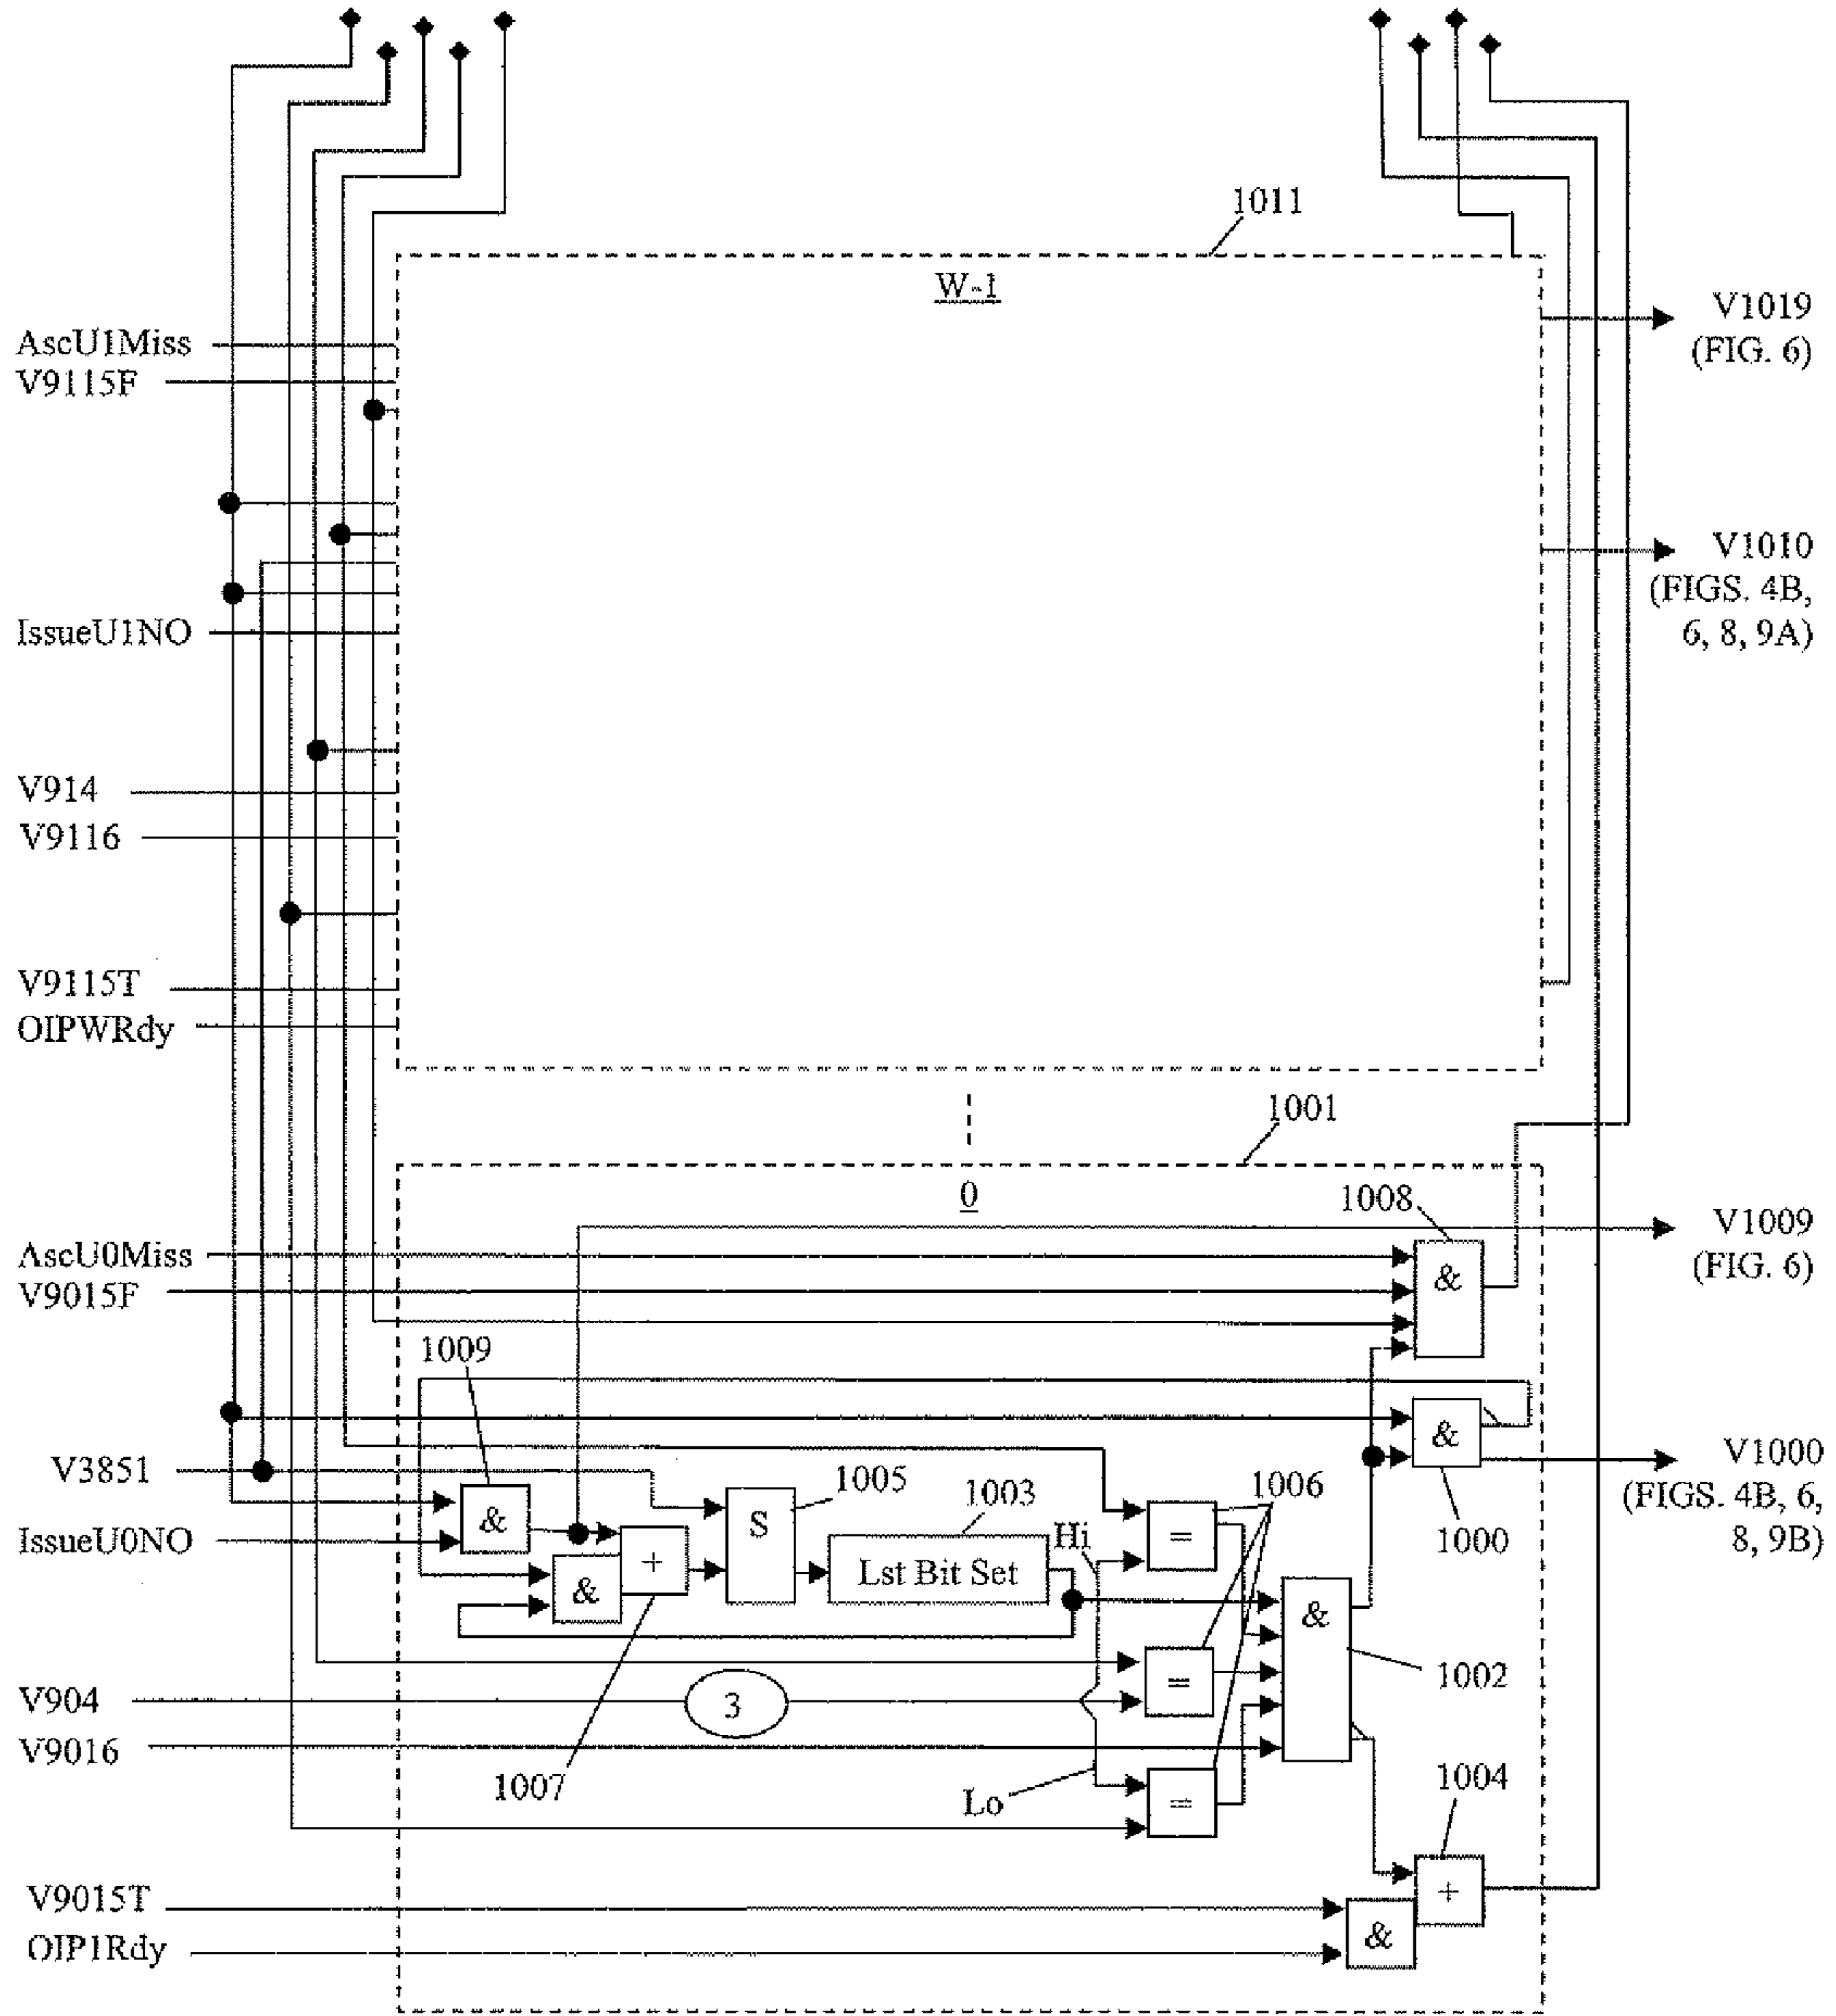 1011
W-1
V1019
(FIG. 6)
AscU1Miss
V9115F
V1010
(FIGS. 4B,
6, 8, 9A)
IssueU1NO
V914
V9116
V9115T
OIPWRdy
1001
0
1008
V1009
(FIG. 6)
AscU0Miss
V9015F
&
1009
&
V1000
(FIGS. 4B, 6,
8, 9B)
V3851
1005
1003
1006
1000
&
S
=
Hi
IssueU0NO
+
Lst Bit Set
&
&
1002
=
V904
3
V9016
1007
Lo
=
1004
V9015T
+
OIP1Rdy
&